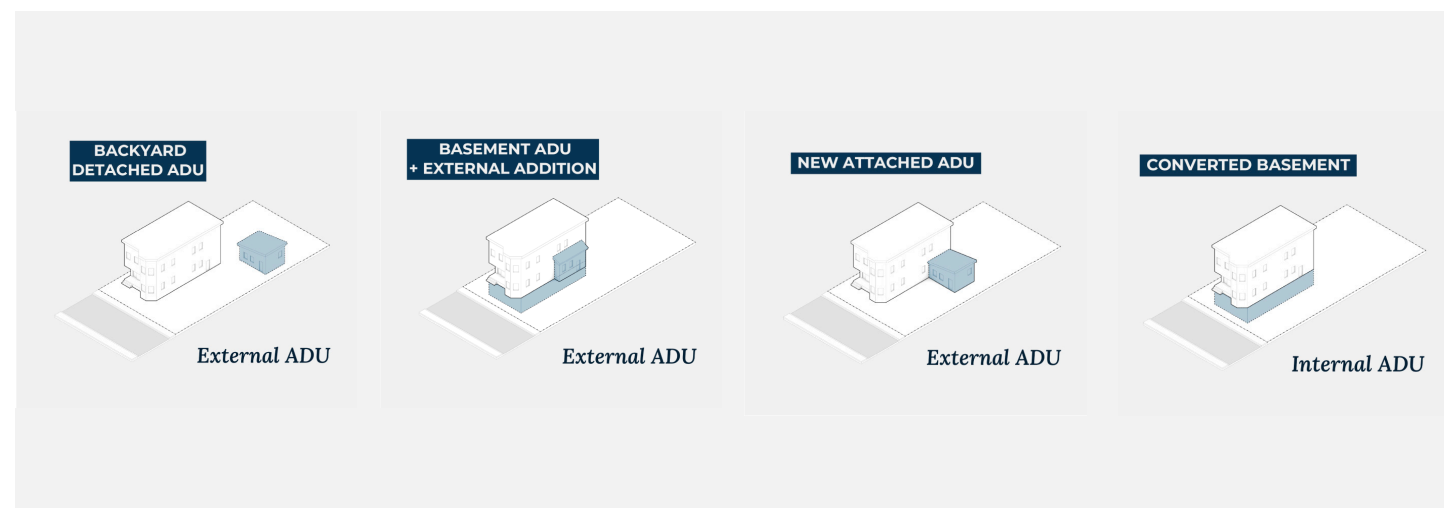 BACKYARD
DETACHED ADU
External ADU
BASEMENT ADU
+ EXTERNAL ADDITION
External ADU
NEW ATTACHED ADU
External ADU
CONVERTED BASEMENT
Internal ADU